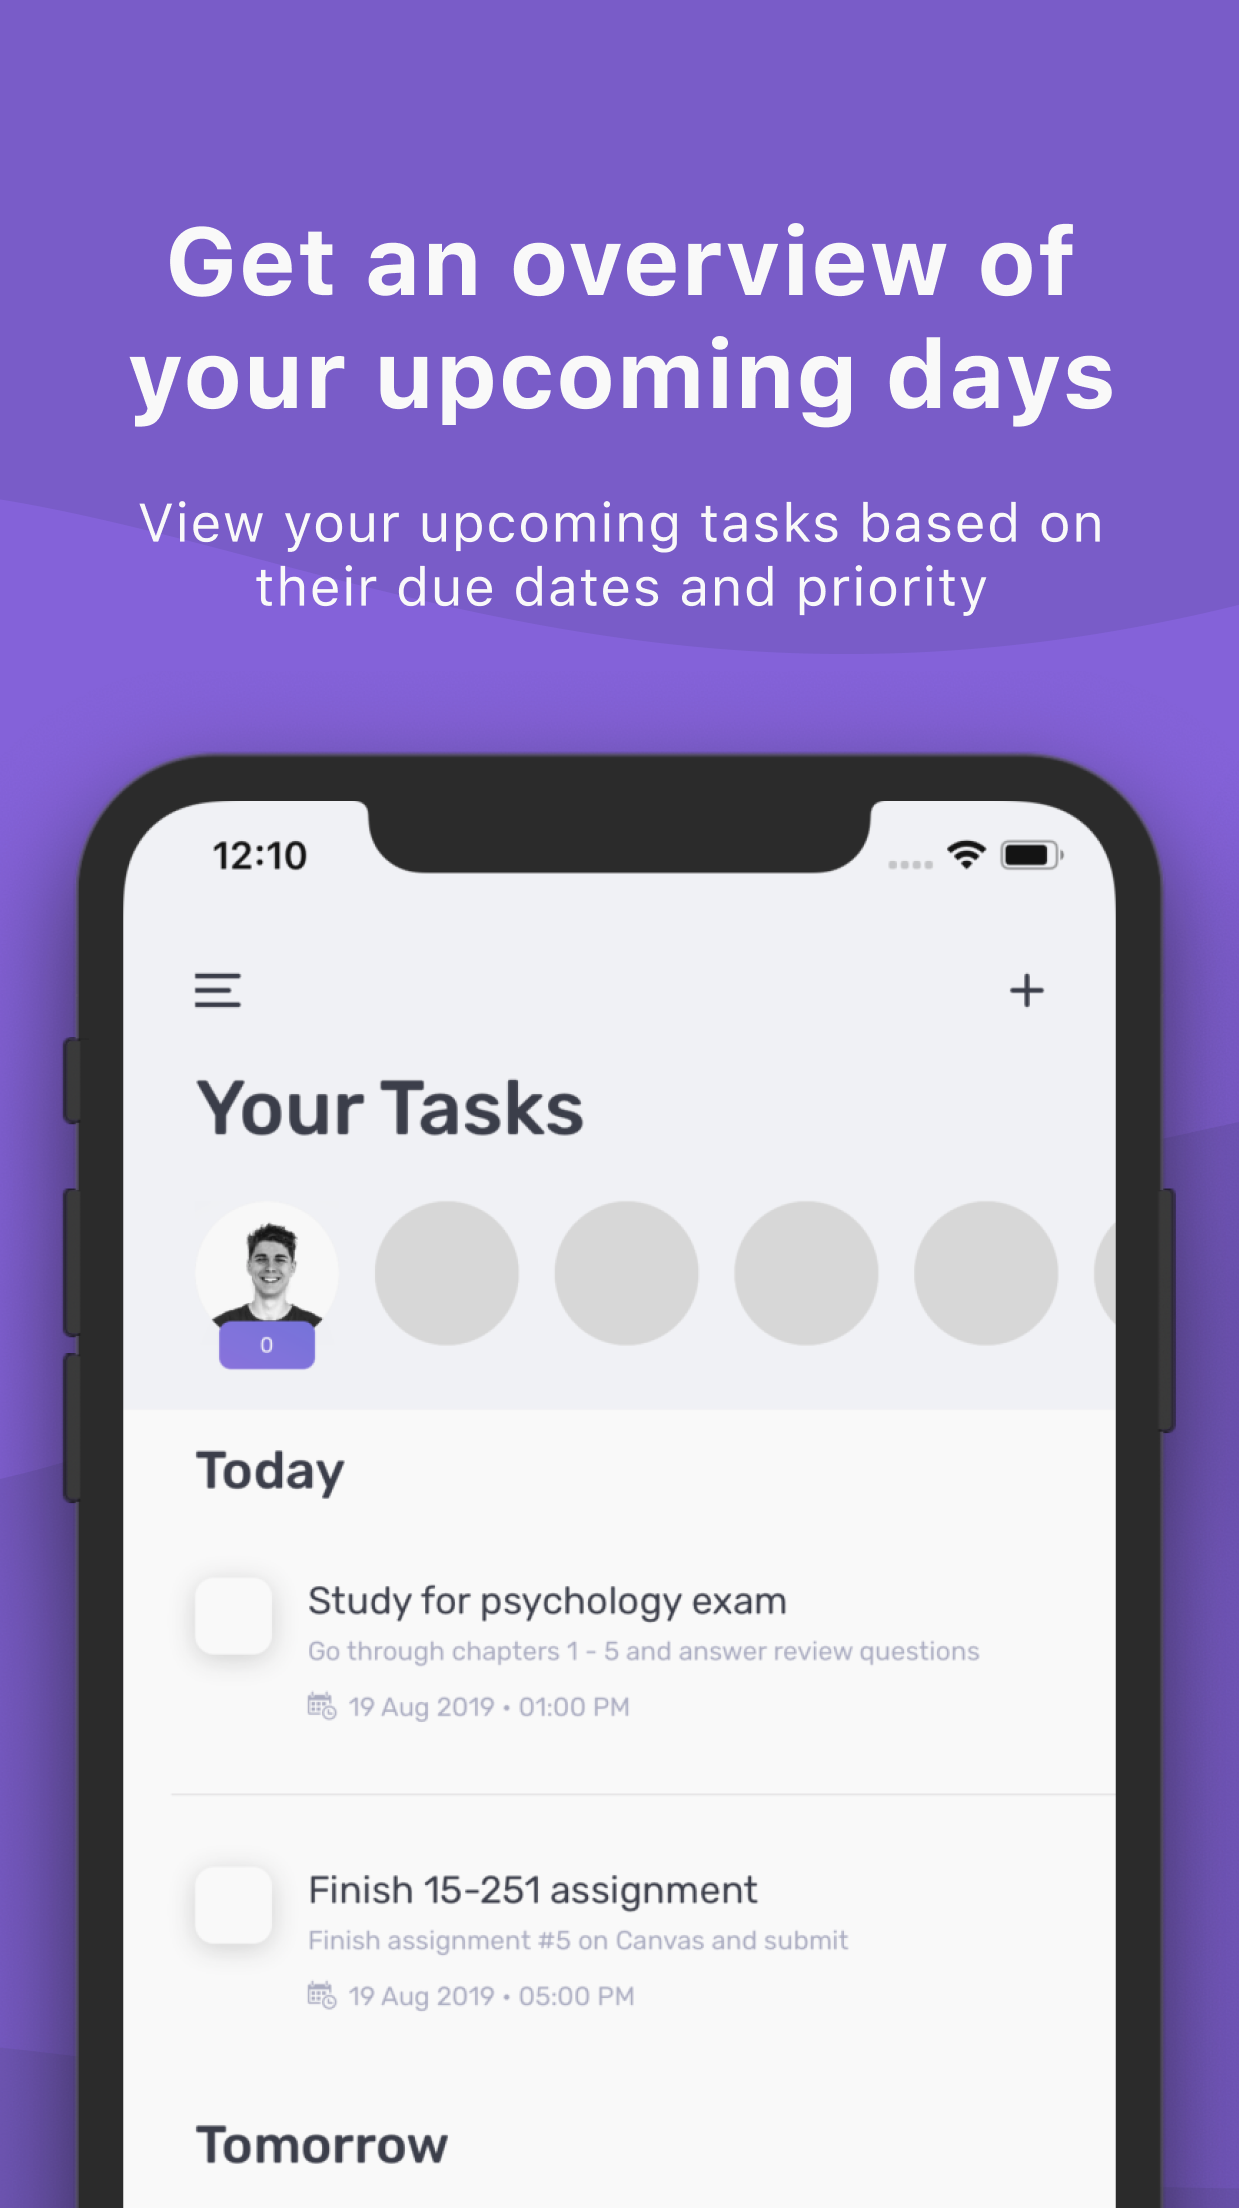 Get an overview of
your upcoming days
View your upcoming tasks based on
their due dates and priority
12:10
Your Tasks
0
Today
Study for psychology exam
Go through chapters 1 - 5 and answer review questions
19 Aug 2019 • 01:00 PM
Finish 15-251 assignment
Finish assignment #5 on Canvas and submit
19 Aug 2019 • 05:00 PM
Tomorrow